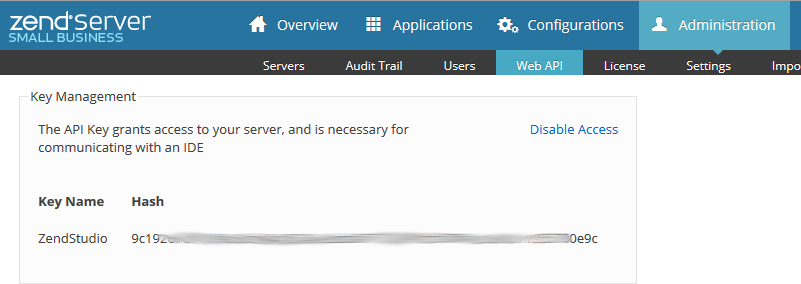 zend Server
SMALL BUSINESS
Overview
Applications
Configurations
Administration
Servers
Audit Trail
Users
Web API
License
Settings
Impo
Key Management
The API Key grants access to your server, and is necessary for
communicating with an IDE
Disable Access
Key Name Hash
ZendStudio 9c192 0e9c